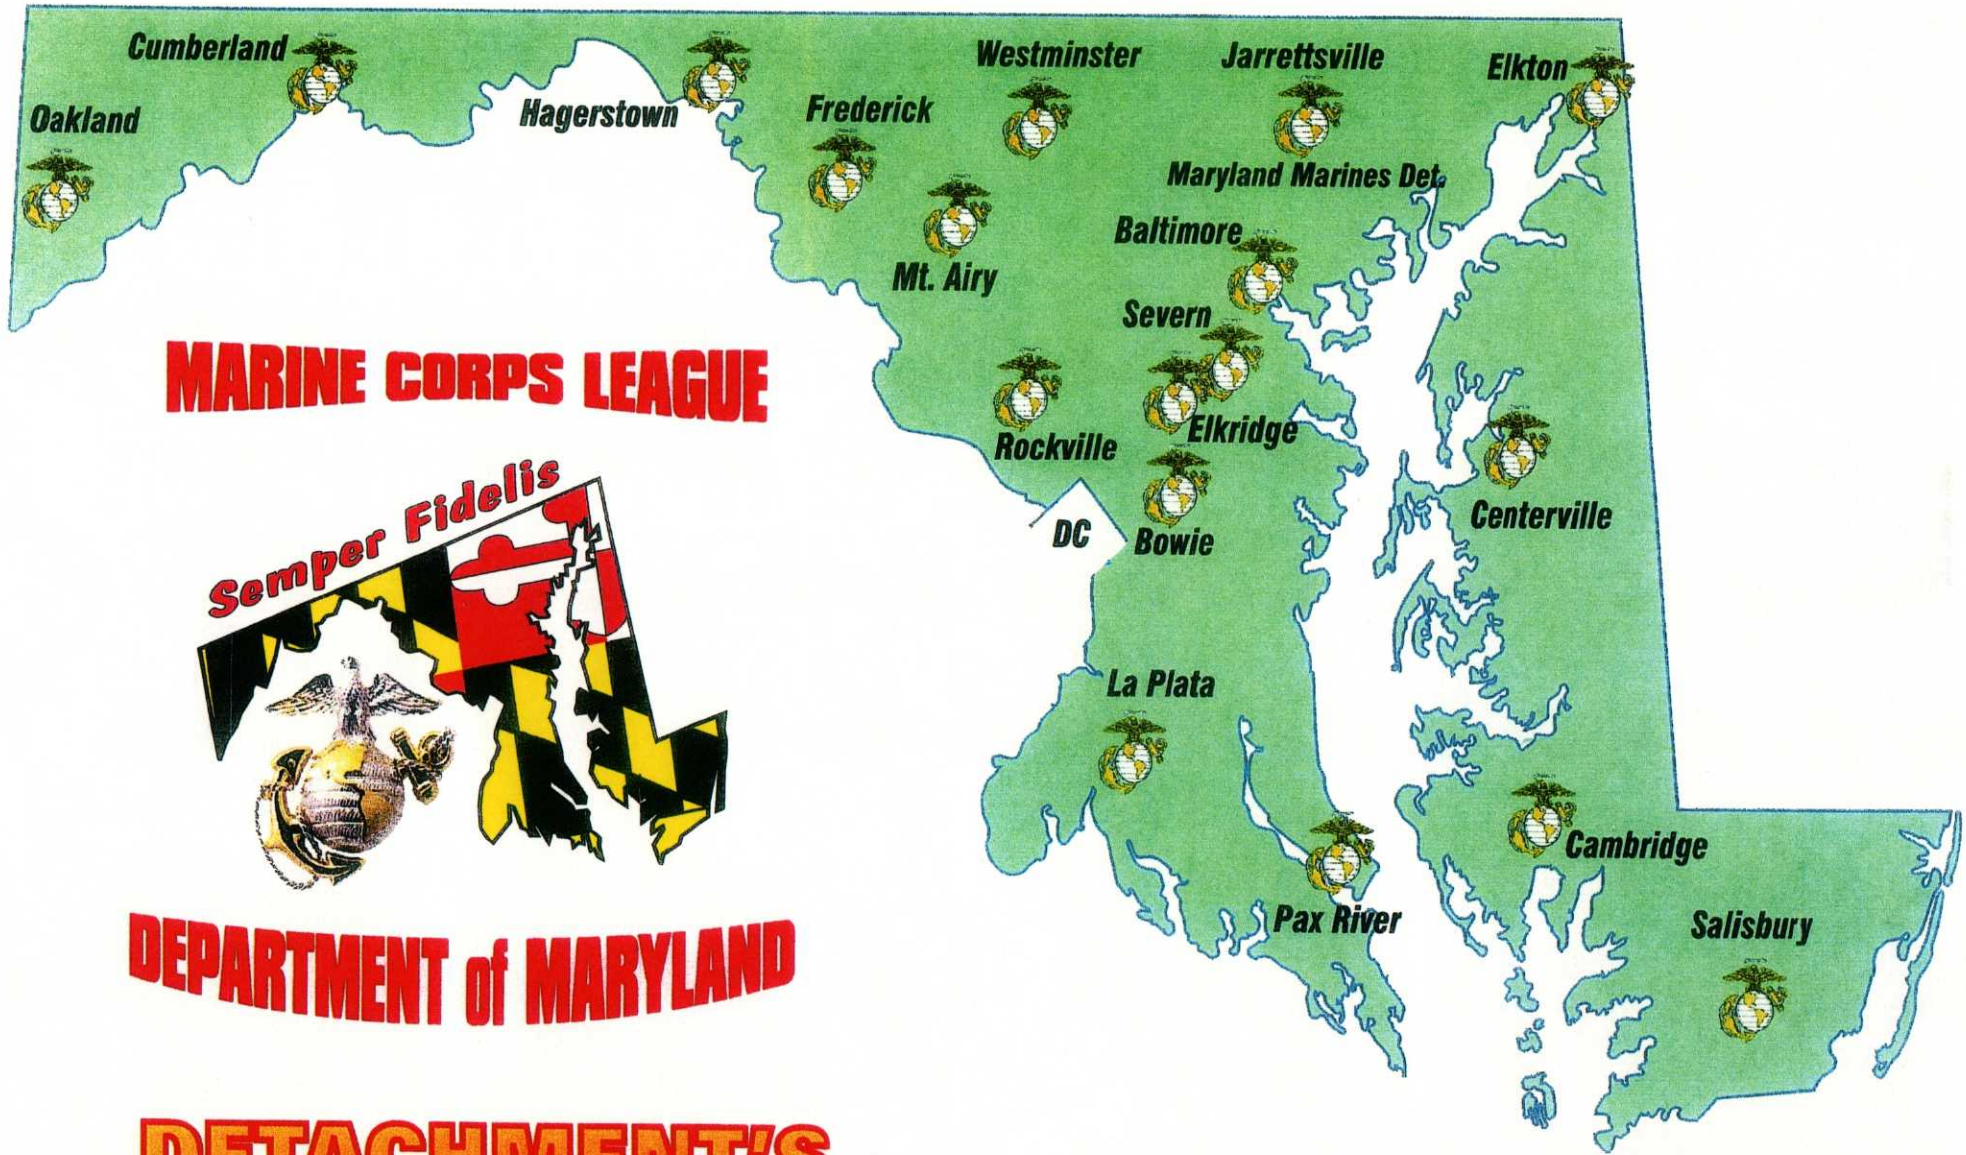 Cumberland
Westminster
Jarrettsville
Elkton
Oakland
Hagerstown
Frederick
Maryland Marines Det.
Baltimore
Mt. Airy
Severn
MARINE CORPS LEAGUE
Rockville
Elkridge
Semper Fidelis
DC
Bowie
Centerville
La Plata
Cambridge
Pax River
Salisbury
DEPARTMENT of MARYLAND
DETACHMENT'S